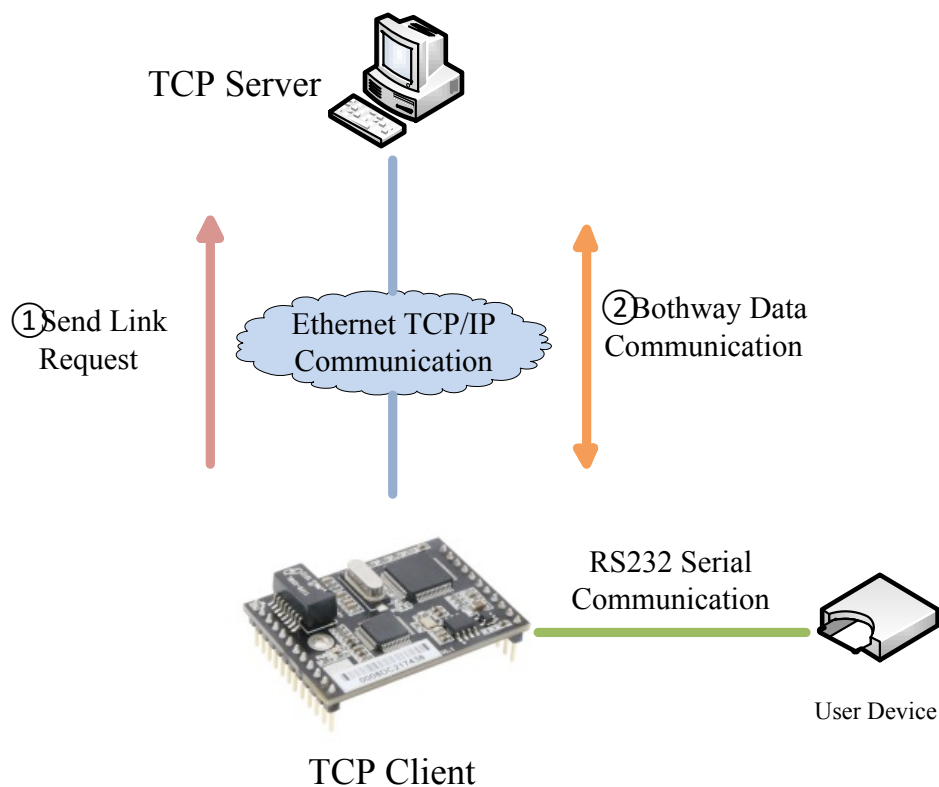 TCP Server
①Send Link
Request
Ethernet TCP/IP
Communication
②Bothway Data
Communication
RS232 Serial
Communication
0008DC217438
User Device
TCP Client